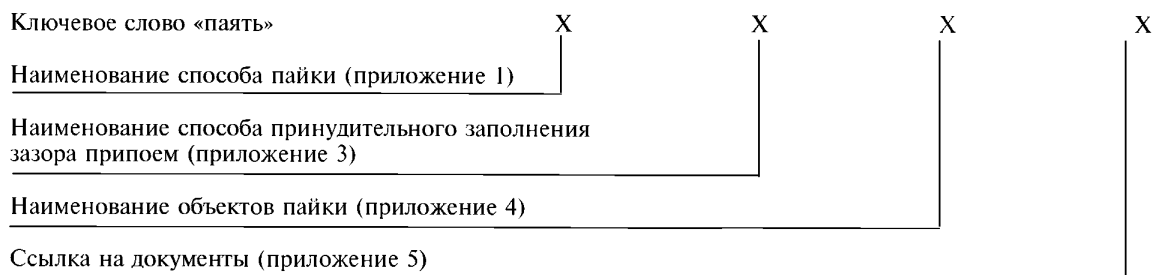 Ключевое слово «паять» X X X X
Наименование способа пайки (приложение 1)
Наименование способа принудительного заполнения
зазора припоем (приложение 3)
Наименование объектов пайки (приложение 4)
Ссылка на документы (приложение 5)